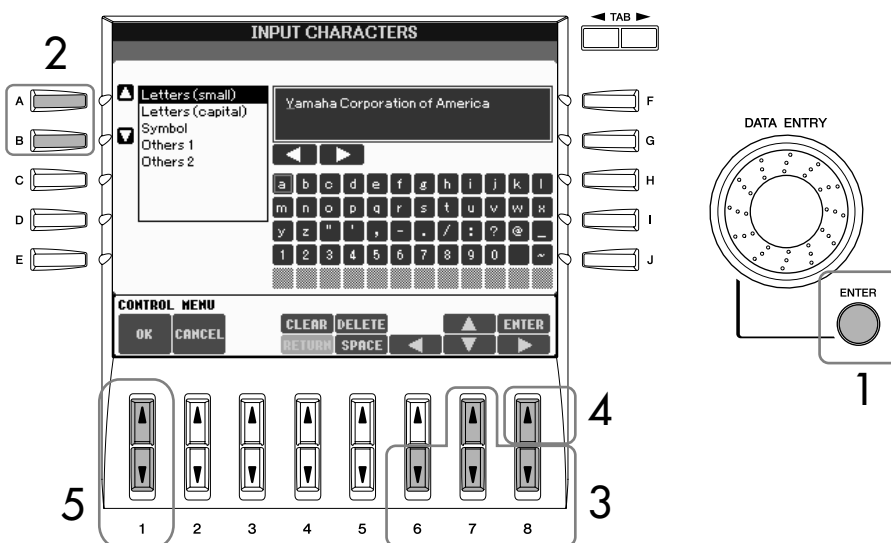 INPUT CHARACTERS
◄ TAB ►
2
A
B
C
D
E
Letters (small)
Letters (capital)
Symbol
Others 1
Others 2
Yamaha Corporation of America
a b c d e f g h i j k l
m n o p q r s t u v w x
y z " ' , - . / : ? @ _
1 2 3 4 5 6 7 8 9 0 ~
F
G
H
I
J
DATA ENTRY
ENTER
1
CONTROL MENU
OK CANCEL CLEAR DELETE ENTER
RETURN SPACE
4
5
3
1 2 3 4 5 6 7 8